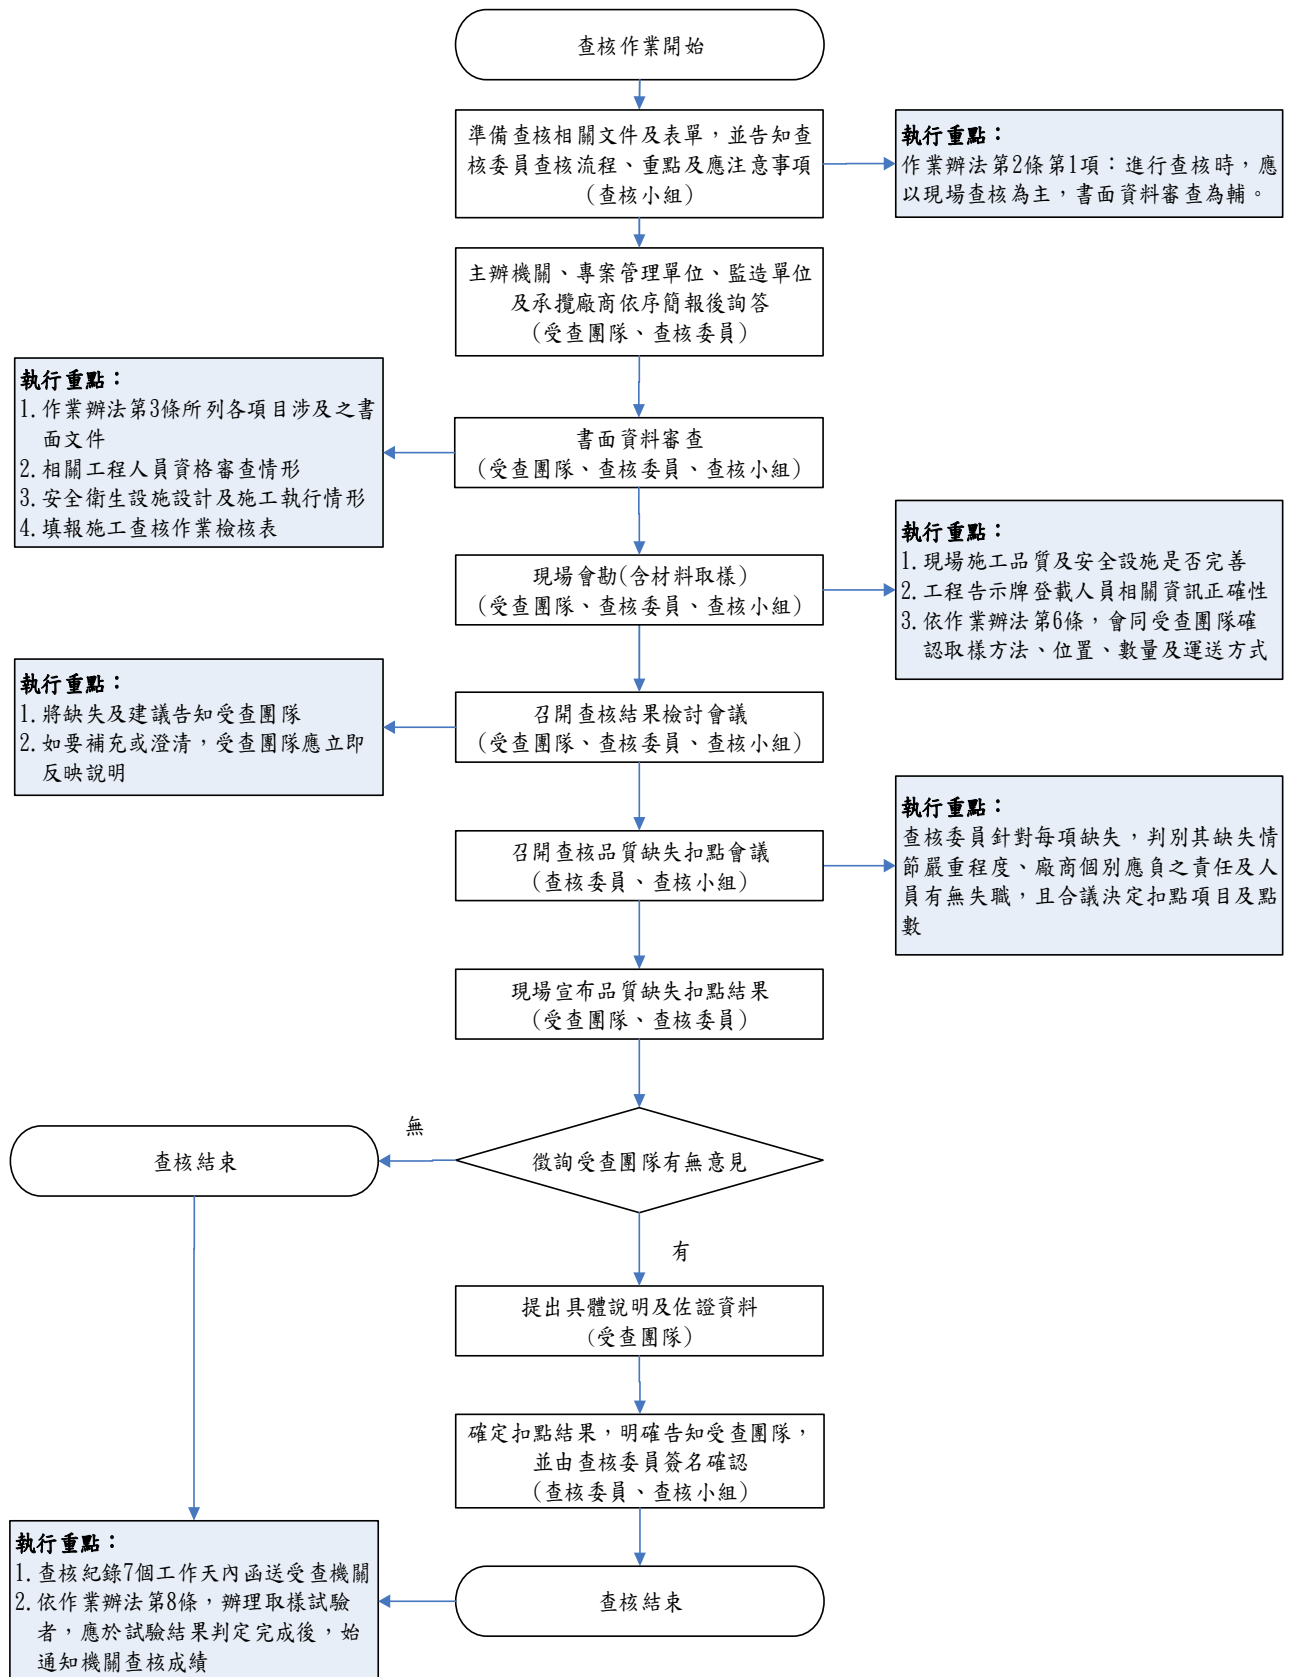 查核作業開始
準備查核相關文件及表單，並告知查
核委員查核流程、重點及應注意事項
(查核小組)
執行重點：
作業辦法第2條第1項：進行查核時，應
以現場查核為主，書面資料審查為輔。
主辦機關、專案管理單位、監造單位
及承攬廠商依序簡報後詢答
(受查團隊、查核委員)
執行重點：
1.作業辦法第3條所列各項目涉及之書
面文件
2.相關工程人員資格審查情形
3.安全衛生設施設計及施工執行情形
4.填報施工查核作業檢核表
書面資料審查
(受查團隊、查核委員、查核小組)
現場會勘(含材料取樣)
(受查團隊、查核委員、查核小組)
執行重點：
1.現場施工品質及安全設施是否完善
2.工程告示牌登載人員相關資訊正確性
3.依作業辦法第6條，會同受查團隊確
認取樣方法、位置、數量及運送方式
執行重點：
1.將缺失及建議告知受查團隊
2.如要補充或澄清，受查團隊應立即
反映說明
召開查核結果檢討會議
(受查團隊、查核委員、查核小組)
召開查核品質缺失扣點會議
(查核委員、查核小組)
執行重點：
查核委員針對每項缺失，判別其缺失情
節嚴重程度、廠商個別應負之責任及人
員有無失職，且合議決定扣點項目及點
數
現場宣布品質缺失扣點結果
(受查團隊、查核委員)
徵詢受查團隊有無意見
無
查核結束
有
提出具體說明及佐證資料
(受查團隊)
確定扣點結果，明確告知受查團隊，
並由查核委員簽名確認
(查核委員、查核小組)
查核結束
執行重點：
1.查核紀錄7個工作天內函送受查機關
2.依作業辦法第8條，辦理取樣試驗
者，應於試驗結果判定完成後，始
通知機關查核成績